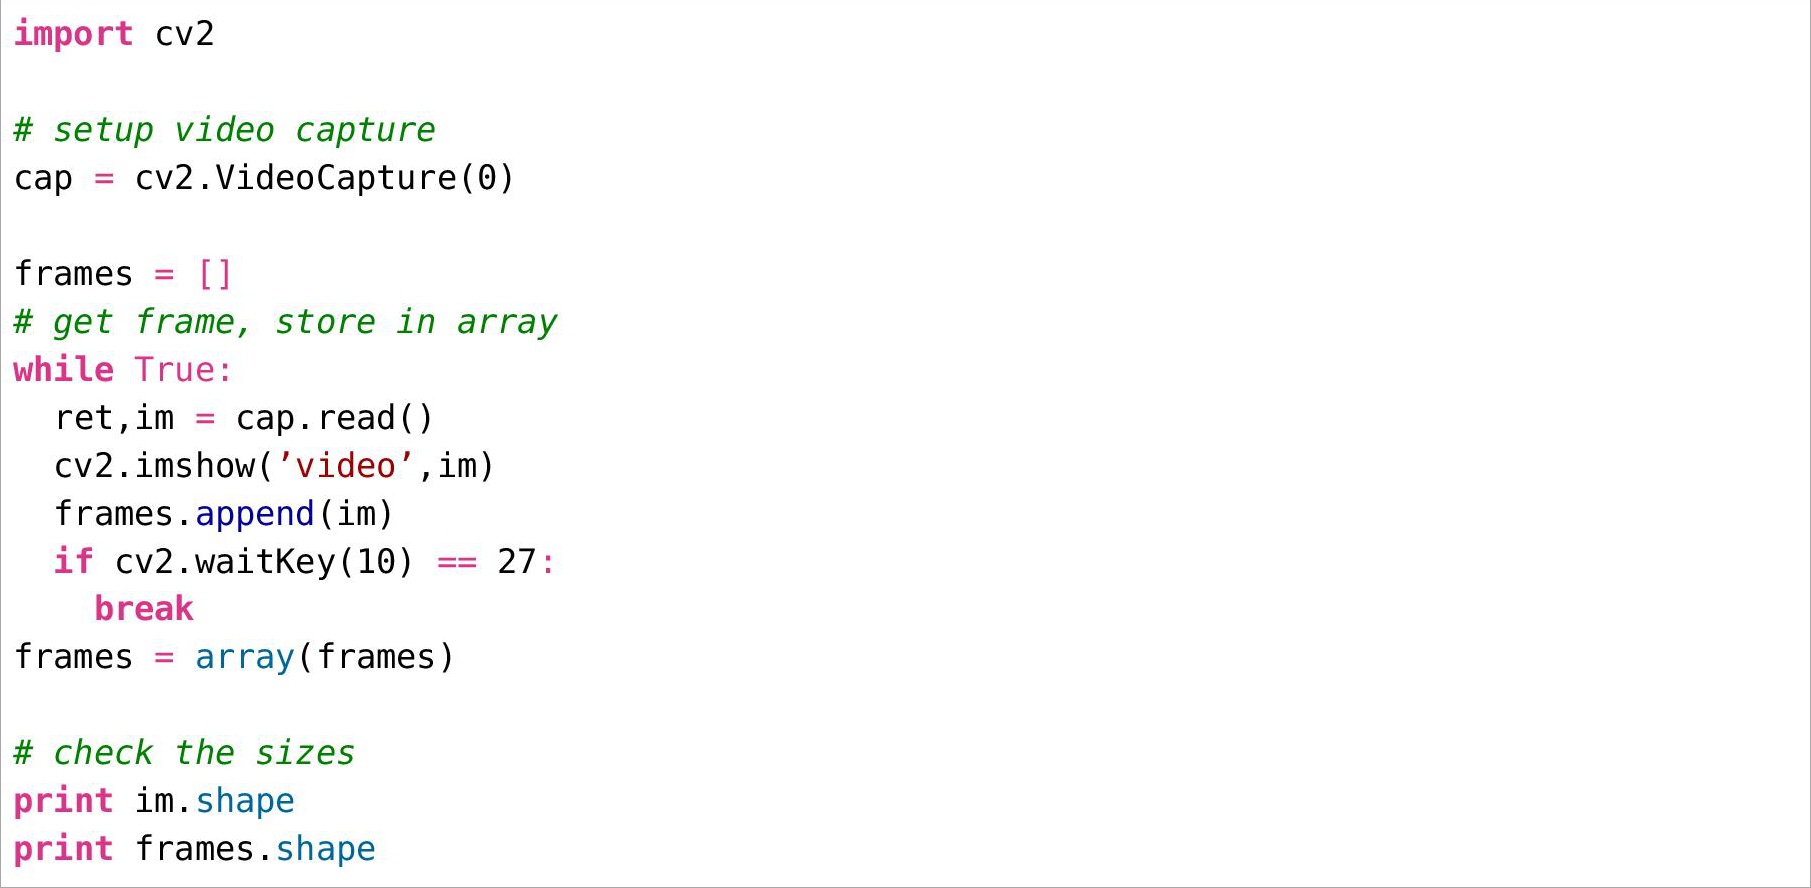 import cv2
# setup video capture
cap = cv2.VideoCapture(0)
frames = []
# get frame, store in array
while True:
  ret,im = cap.read()
  cv2.imshow(’video’,im)
  frames.append(im)
  if cv2.waitKey(10) == 27:
    break
frames = array(frames)
# check the sizes
print im.shape
print frames.shape